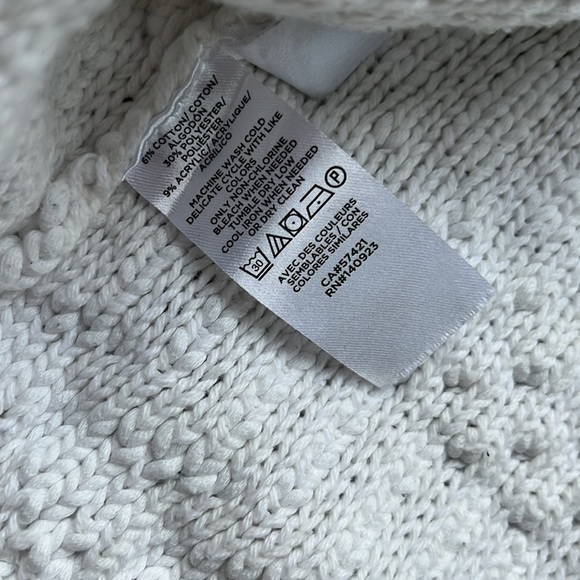 61% COTTON/COTON/
ALGODÓN
30% POLYESTER/
POLIÉSTER
9% ACRYLIC/ACRYLIQUE/
ACRÍLICO
MACHINE WASH COLD
DELICATE CYCLE WITH LIKE
COLORS
ONLY NON-CHLORINE
BLEACH WHEN NEEDED
TUMBLE DRY LOW
COOL IRON WHEN NEEDED
OR DRY CLEAN
30 P
AVEC DES COULEURS
SEMBLABLES/CON
COLORES SIMILARES
CA#57421
RN#140923